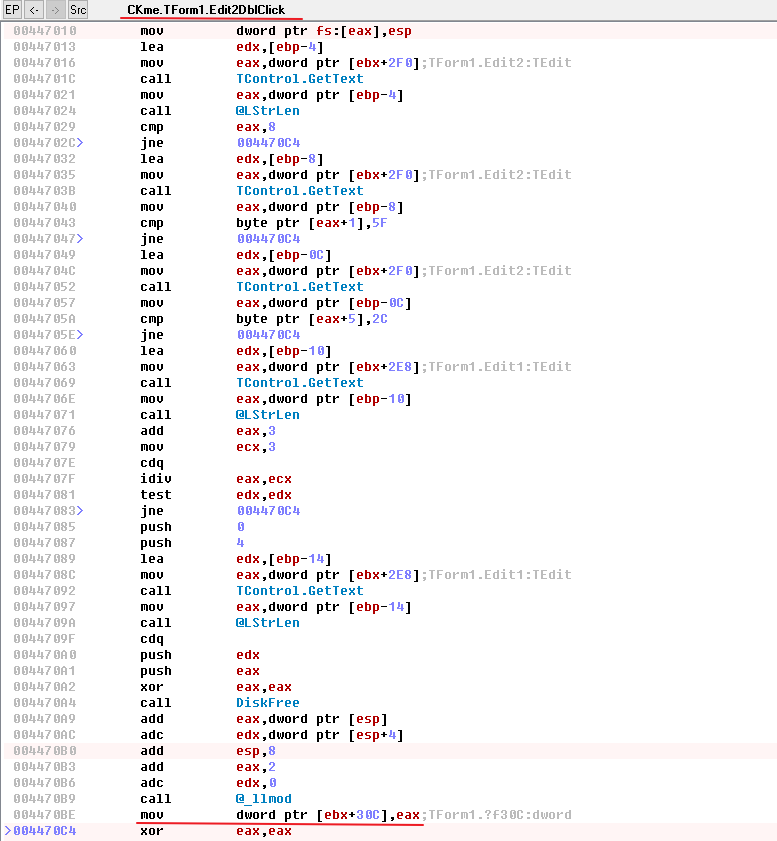 EP <- -> Src CKme.TForm1.Edit2DblClick
00447010 mov dword ptr fs:[eax],esp
00447013 lea edx,[ebp-4]
00447016 mov eax,dword ptr [ebx+2F0];TForm1.Edit2:TEdit
0044701C call TControl.GetText
00447021 mov eax,dword ptr [ebp-4]
00447024 call @LStrLen
00447029 cmp eax,8
0044702C> jne 004470C4
00447032 lea edx,[ebp-8]
00447035 mov eax,dword ptr [ebx+2F0];TForm1.Edit2:TEdit
0044703B call TControl.GetText
00447040 mov eax,dword ptr [ebp-8]
00447043 cmp byte ptr [eax+1],5F
00447047> jne 004470C4
00447049 lea edx,[ebp-0C]
0044704C mov eax,dword ptr [ebx+2F0];TForm1.Edit2:TEdit
00447052 call TControl.GetText
00447057 mov eax,dword ptr [ebp-0C]
0044705A cmp byte ptr [eax+5],2C
0044705E> jne 004470C4
00447060 lea edx,[ebp-10]
00447063 mov eax,dword ptr [ebx+2E8];TForm1.Edit1:TEdit
00447069 call TControl.GetText
0044706E mov eax,dword ptr [ebp-10]
00447071 call @LStrLen
00447076 add eax,3
00447079 mov ecx,3
0044707E cdq
0044707F idiv eax,ecx
00447081 test edx,edx
00447083> jne 004470C4
00447085 push 0
00447087 push 4
00447089 lea edx,[ebp-14]
0044708C mov eax,dword ptr [ebx+2E8];TForm1.Edit1:TEdit
00447092 call TControl.GetText
00447097 mov eax,dword ptr [ebp-14]
0044709A call @LStrLen
0044709F cdq
004470A0 push edx
004470A1 push eax
004470A2 xor eax,eax
004470A4 call DiskFree
004470A9 add eax,dword ptr [esp]
004470AC adc edx,dword ptr [esp+4]
004470B0 add esp,8
004470B3 add eax,2
004470B6 adc edx,0
004470B9 call @_llmod
004470BE mov dword ptr [ebx+30C],eax;TForm1.?f30C:dword
>004470C4 xor eax,eax